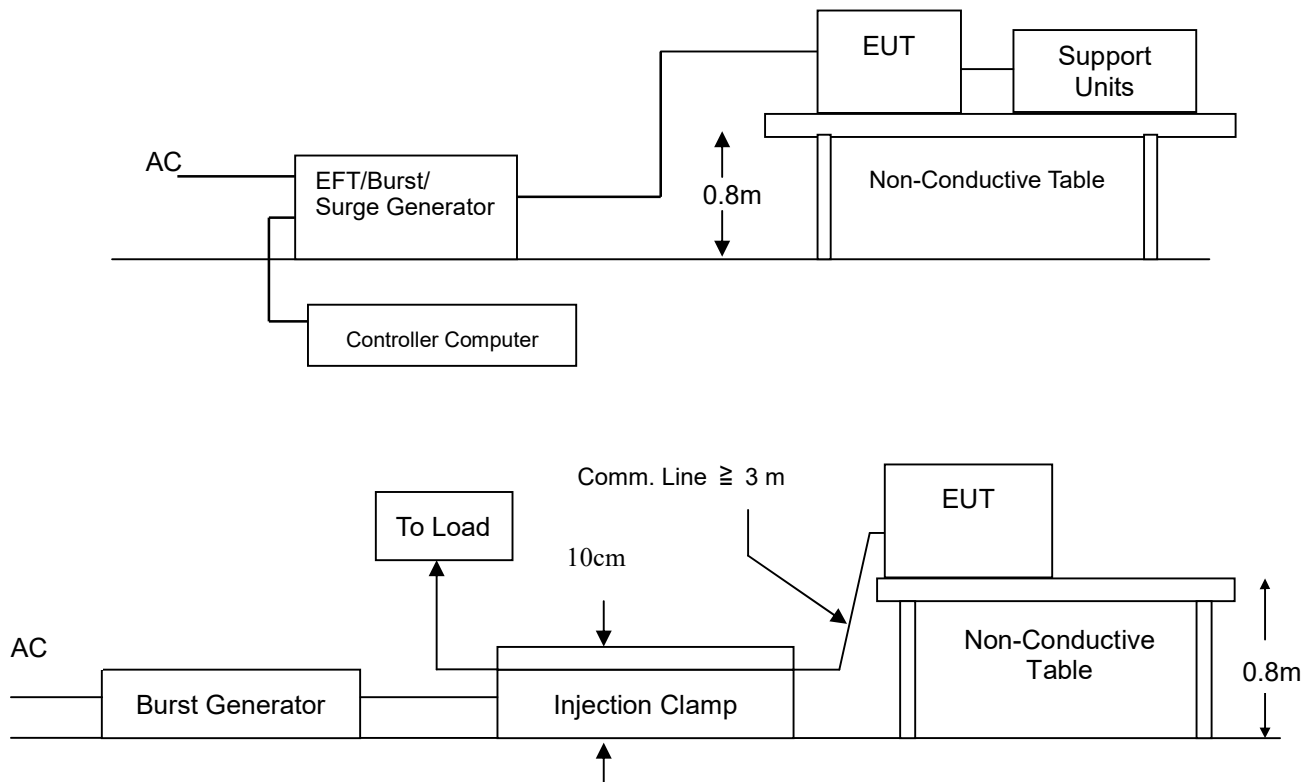 EUT
Support
Units
AC
EFT/Burst/
Surge Generator
0.8m
Non-Conductive Table
Controller Computer
Comm. Line ≧ 3 m
EUT
To Load
10cm
AC
Non-Conductive
Table
0.8m
Burst Generator
Injection Clamp